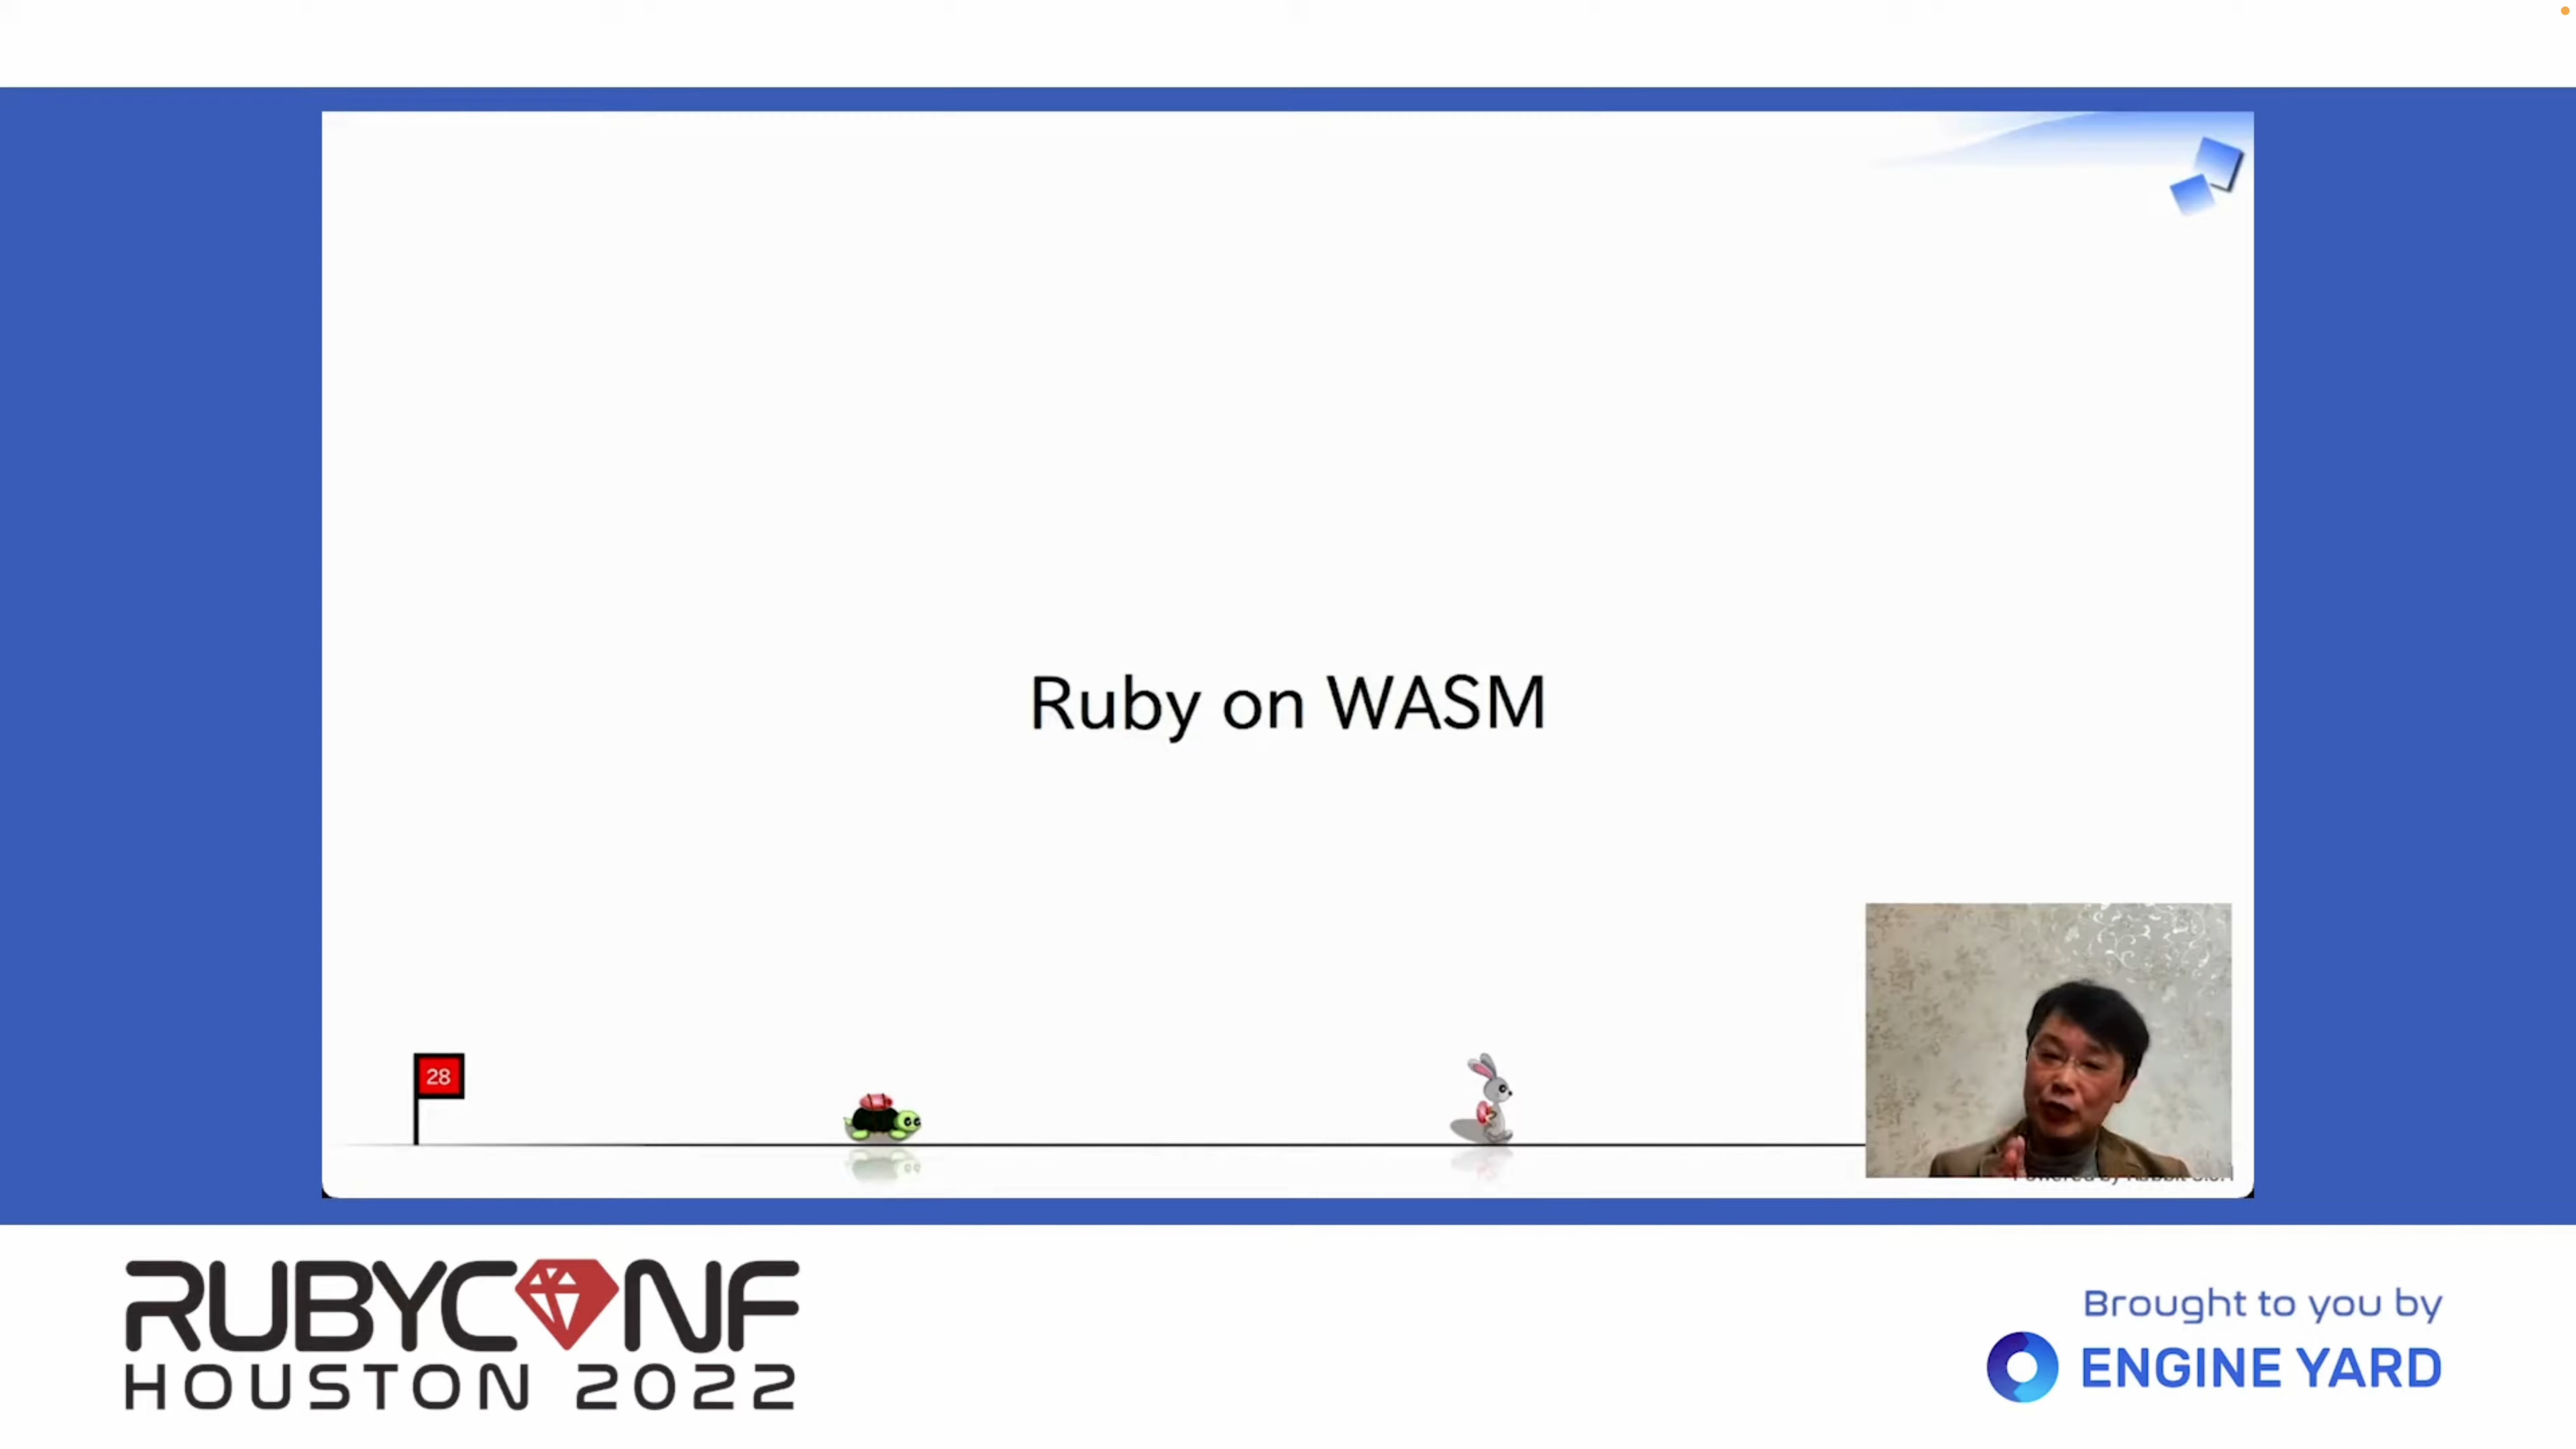 Ruby on WASM
28
RUBYCONF
HOUSTON 2022
Brought to you by
ENGINE YARD